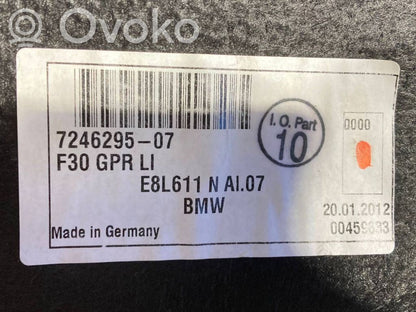 Ovoko
7246295-07
F30 GPR LI
E8L611 N AI.07
BMW
Made in Germany
I.O. Part
10
0000
20.01.2012
00459833